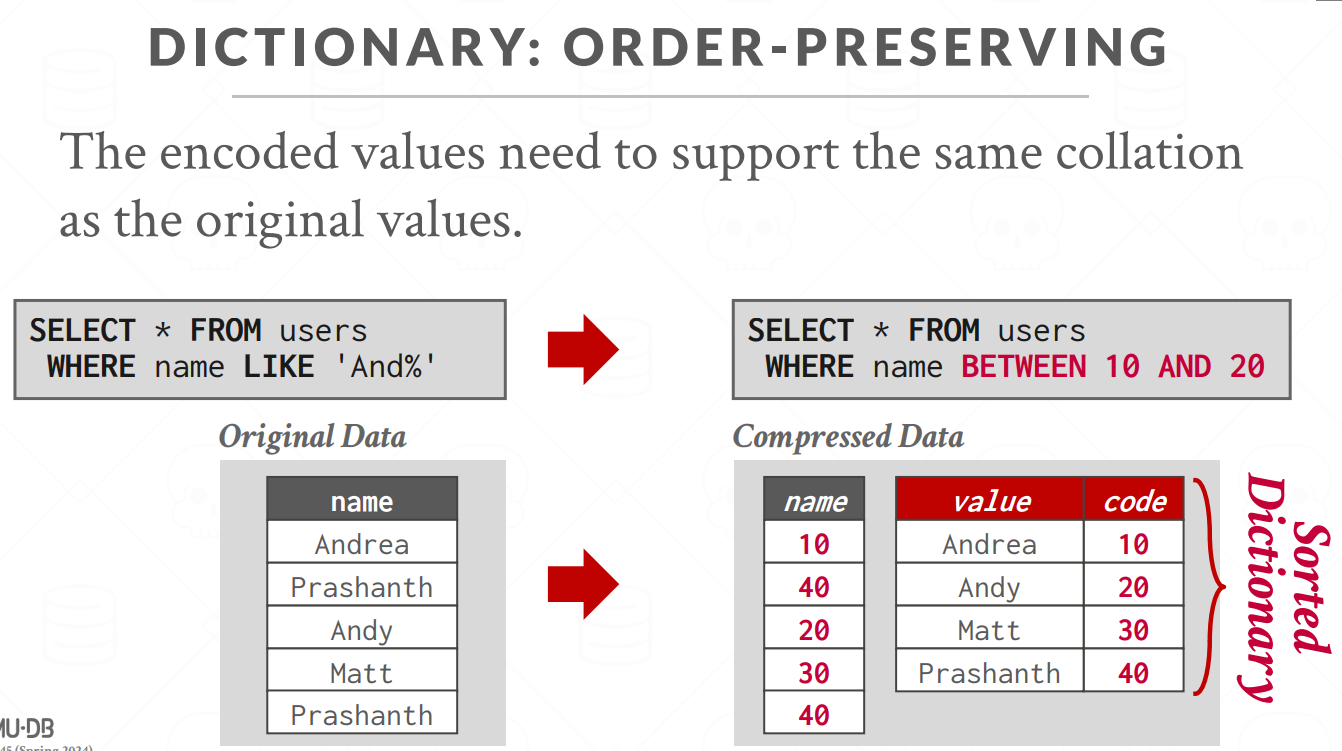 DICTIONARY: ORDER-PRESERVING
The encoded values need to support the same collation
as the original values.
SELECT * FROM users
WHERE name LIKE 'And%'
SELECT * FROM users
WHERE name BETWEEN 10 AND 20
Original Data
name
Andrea
Prashanth
Andy
Matt
Prashanth
Compressed Data
name
10
40
20
30
40
value code
Andrea 10
Andy 20
Matt 30
Prashanth 40
Sorted
Dictionary
MU·DB
45 (Spring 2024)